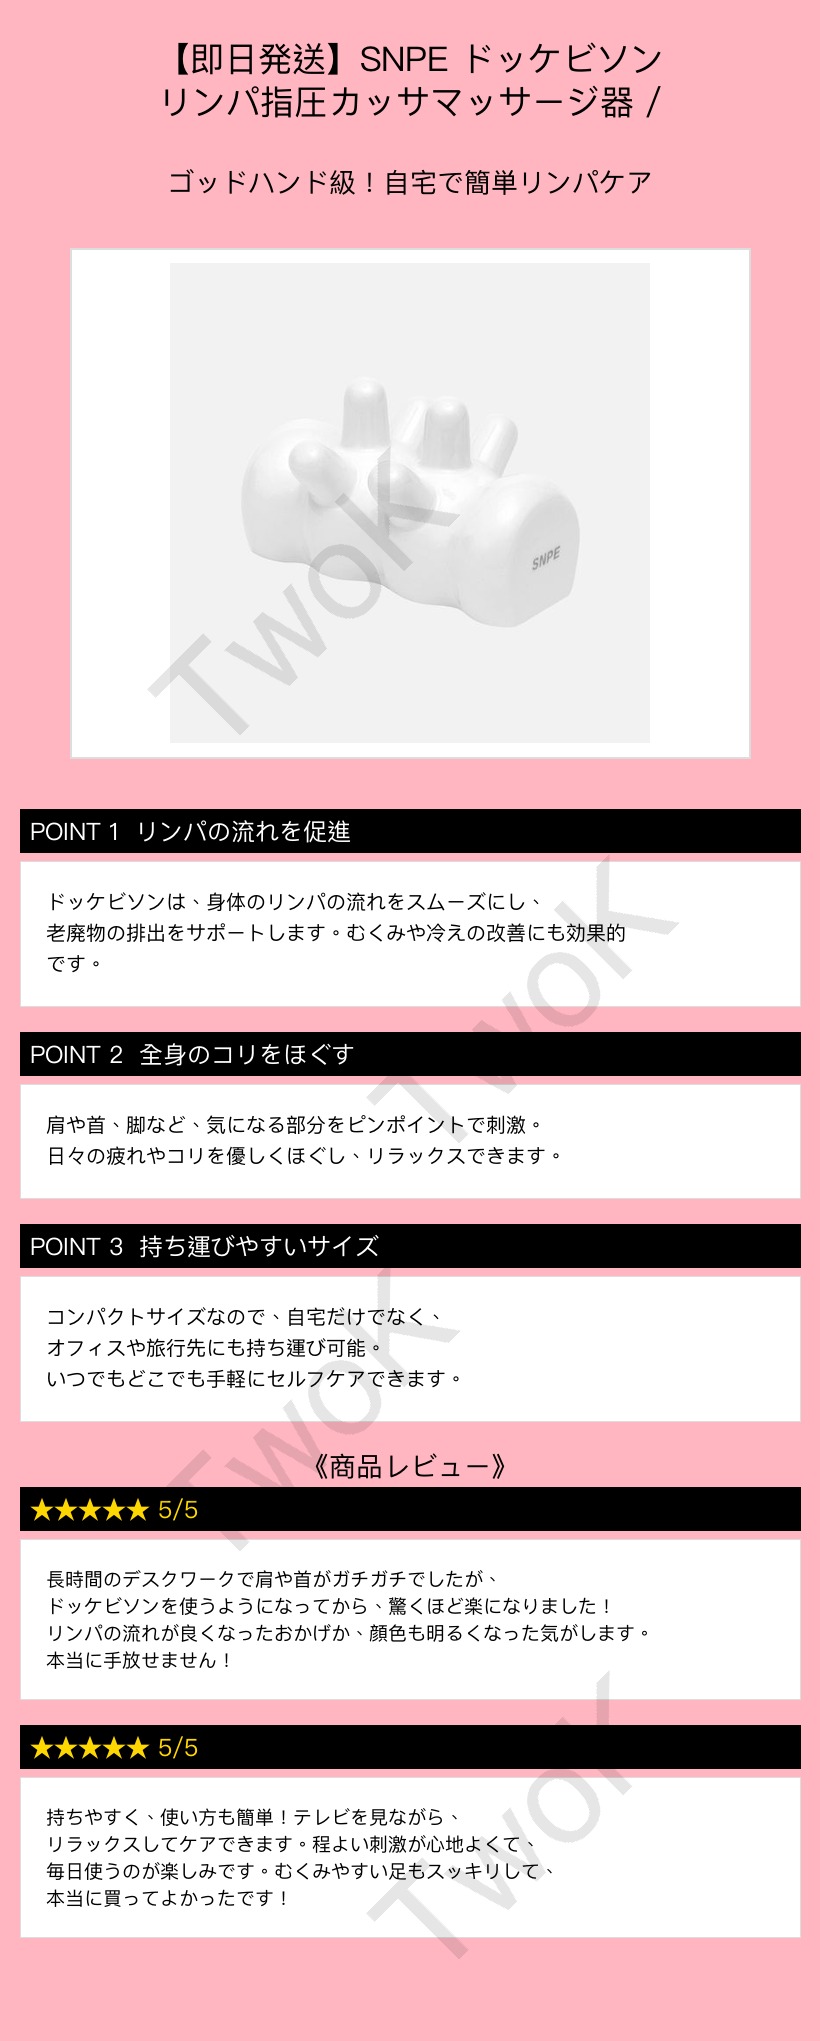 【即日発送】SNPE ドッケビソン
リンパ指圧カッサマッサージ器 /
ゴッドハンド級！自宅で簡単リンパケア
SNPE
TwoK
POINT 1 リンパの流れを促進
ドッケビソンは、身体のリンパの流れをスムーズにし、
老廃物の排出をサポートします。むくみや冷えの改善にも効果的
です。
TwoK
POINT 2 全身のコリをほぐす
肩や首、脚など、気になる部分をピンポイントで刺激。
日々の疲れやコリを優しくほぐし、リラックスできます。
POINT 3 持ち運びやすいサイズ
コンパクトサイズなので、自宅だけでなく、
オフィスや旅行先にも持ち運び可能。
いつでもどこでも手軽にセルフケアできます。
TwoK
《商品レビュー》
★★★★★ 5/5
長時間のデスクワークで肩や首がガチガチでしたが、
ドッケビソンを使うようになってから、驚くほど楽になりました！
リンパの流れが良くなったおかげか、顔色も明るくなった気がします。
本当に手放せません！
★★★★★ 5/5
持ちやすく、使い方も簡単！テレビを見ながら、
リラックスしてケアできます。程よい刺激が心地よくて、
毎日使うのが楽しみです。むくみやすい足もスッキリして、
本当に買ってよかったです！
TwoK